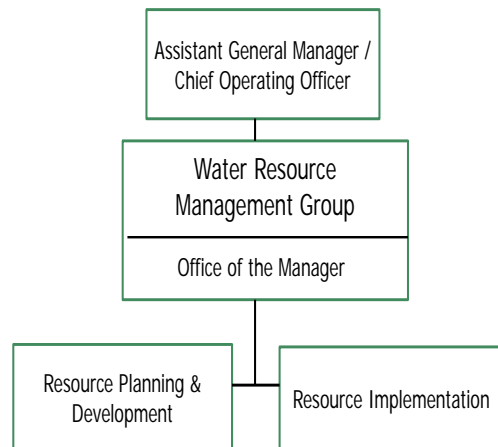 Assistant General Manager /
Chief Operating Officer
Water Resource
Management Group
Office of the Manager
Resource Planning &
Development
Resource Implementation